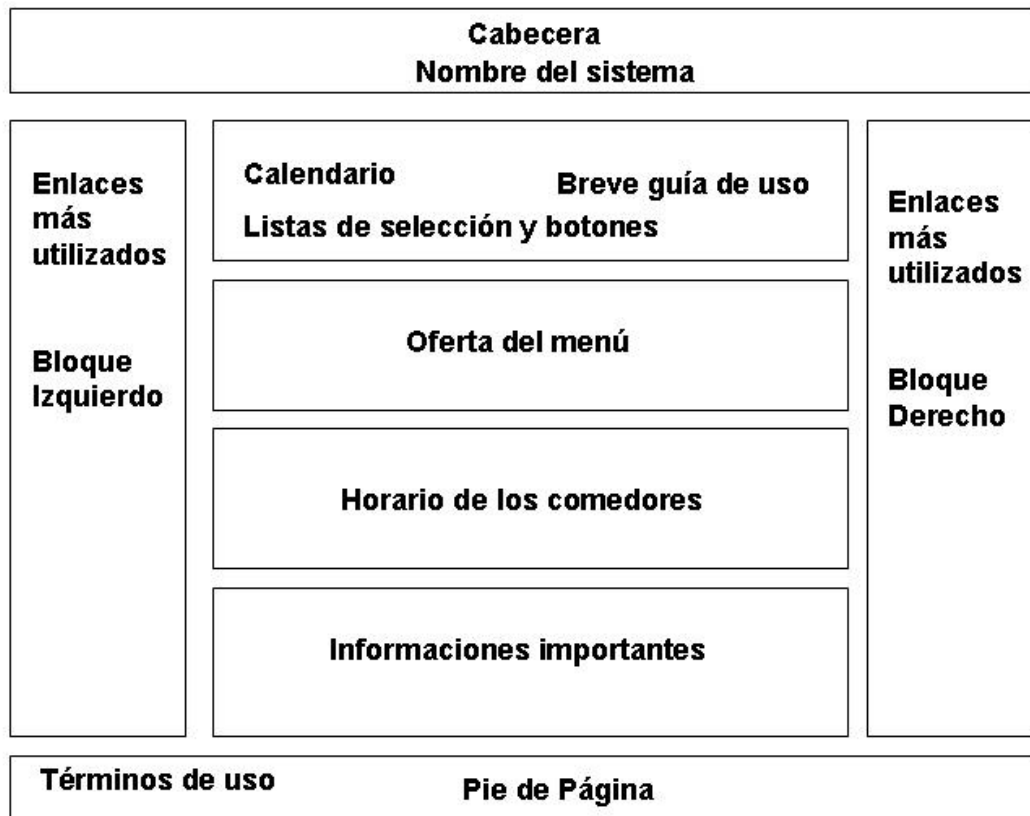 Cabecera
Nombre del sistema
Enlaces
más
utilizados
Bloque
Izquierdo
Calendario
Breve guía de uso
Listas de selección y botones
Oferta del menú
Horario de los comedores
Informaciones importantes
Enlaces
más
utilizados
Bloque
Derecho
Términos de uso
Pie de Página